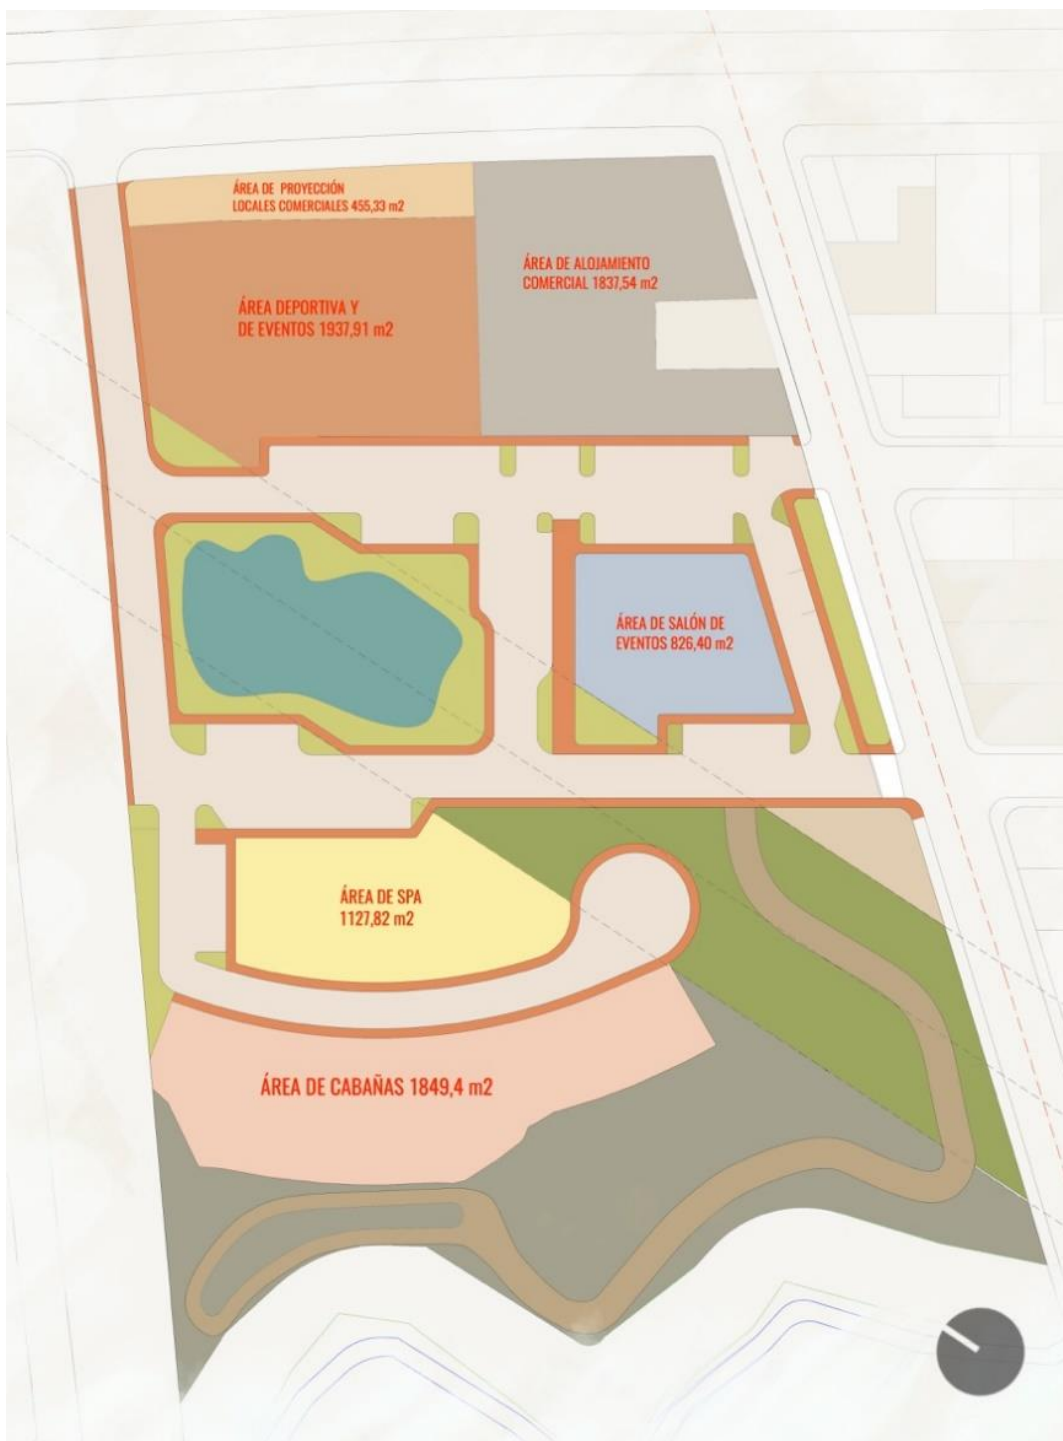 ÁREA DE PROYECCIÓN
LOCALES COMERCIALES 455,33 m2
ÁREA DE ALOJAMIENTO
COMERCIAL 1837,54 m2
ÁREA DEPORTIVA Y
DE EVENTOS 1937,91 m2
ÁREA DE SALÓN DE
EVENTOS 826,40 m2
ÁREA DE SPA
1127,82 m2
ÁREA DE CABAÑAS 1849,4 m2